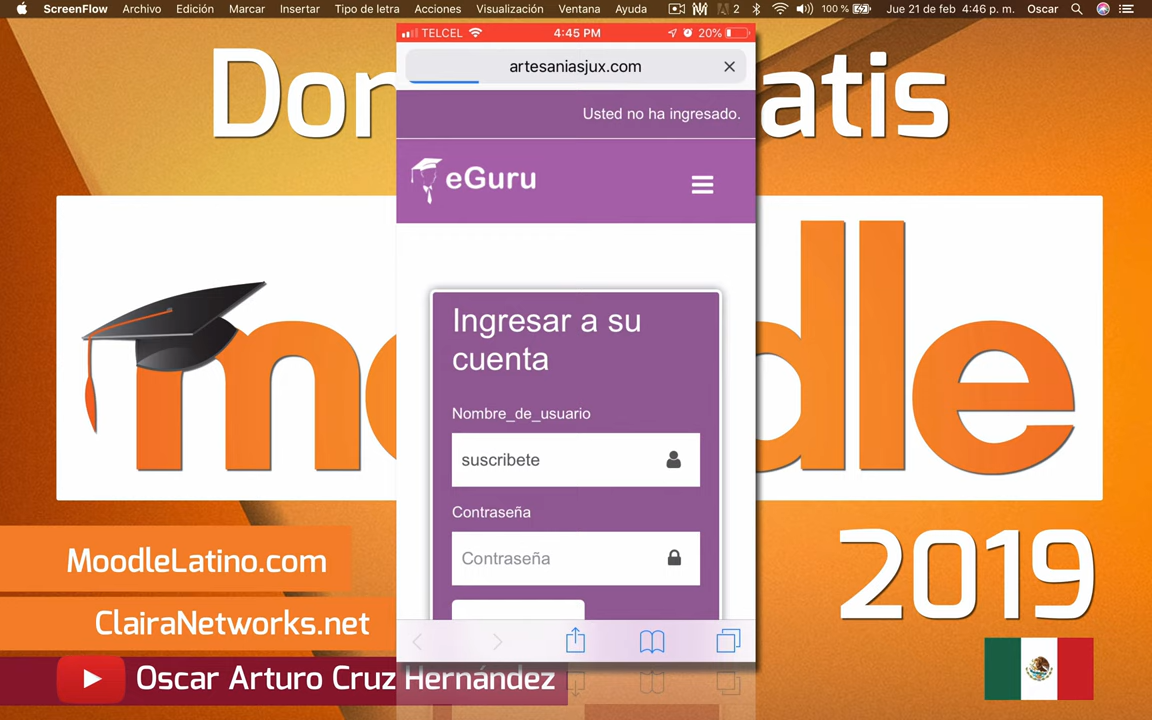 ScreenFlow Archivo Edición Marcar Insertar Tipo de letra Acciones Visualización Ventana Ayuda 2 100 % Jue 21 de feb 4:46 p. m. Oscar
TELCEL 4:45 PM 20%
artesaniasjux.com
Usted no ha ingresado.
eGuru
Ingresar a su
cuenta
Nombre_de_usuario
suscribete
Contraseña
Contraseña
2019
MoodleLatino.com
ClairaNetworks.net
Oscar Arturo Cruz Hernández